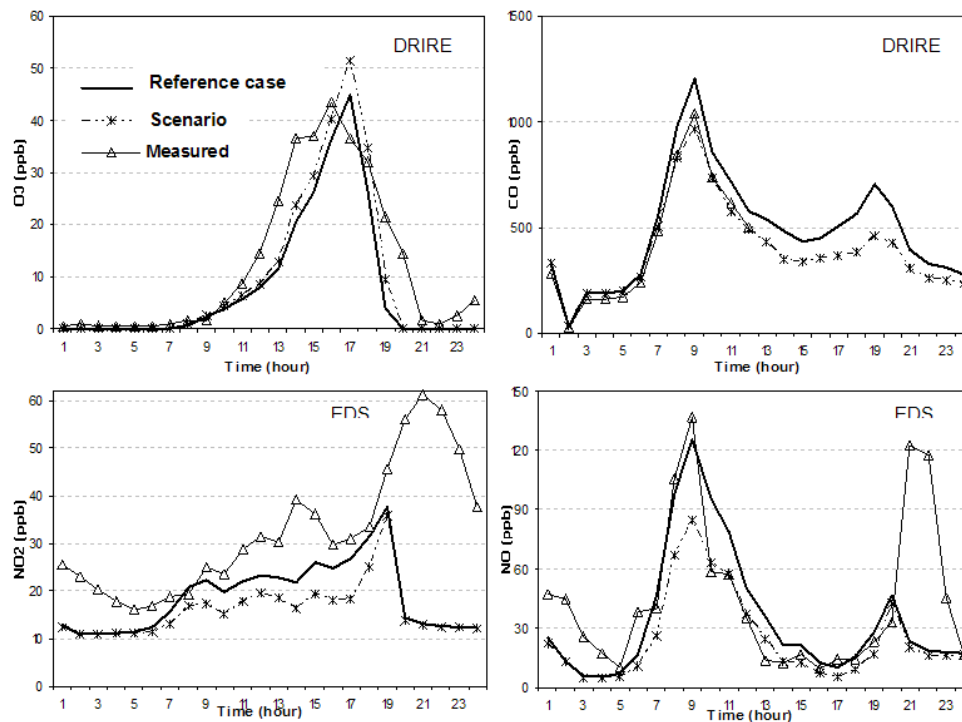 DRIRE
Reference case
Scenario
Measured
O3 (ppb)
60
50
40
30
20
10
0
1 3 5 7 9 11 13 15 17 19 21 23
Time (hour)
DRIRE
CO (ppb)
1500
1000
500
0
1 3 5 7 9 11 13 15 17 19 21 23
Time (hour)
EDS
NO2 (ppb)
60
50
40
30
20
10
0
1 3 5 7 9 11 13 15 17 19 21 23
Time (hour)
EDS
NO (ppb)
150
120
90
60
30
0
1 3 5 7 9 11 13 15 17 19 21 23
Time (hour)